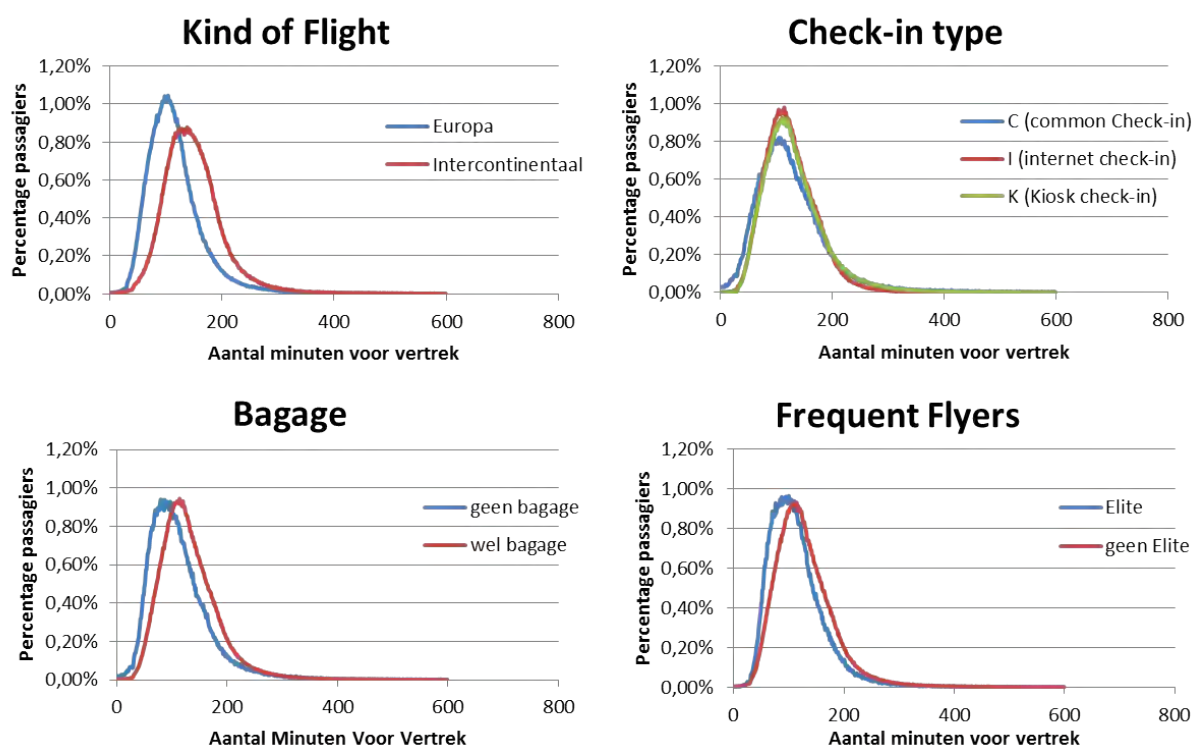 Kind of Flight
Percentage passagiers
1,20%
1,00%
0,80%
0,60%
0,40%
0,20%
0,00%
Europa
Intercontinentaal
0 200 400 600 800
Aantal minuten voor vertrek
Check-in type
Percentage passagiers
1,20%
1,00%
0,80%
0,60%
0,40%
0,20%
0,00%
C (common Check-in)
I (internet check-in)
K (Kiosk check-in)
0 200 400 600 800
Aantal minuten voor vertrek
Bagage
Percentage passagiers
1,20%
1,00%
0,80%
0,60%
0,40%
0,20%
0,00%
geen bagage
wel bagage
0 200 400 600 800
Aantal Minuten Voor Vertrek
Frequent Flyers
Percentage passagiers
1,20%
1,00%
0,80%
0,60%
0,40%
0,20%
0,00%
Elite
geen Elite
0 200 400 600 800
Aantal minuten voor vertrek